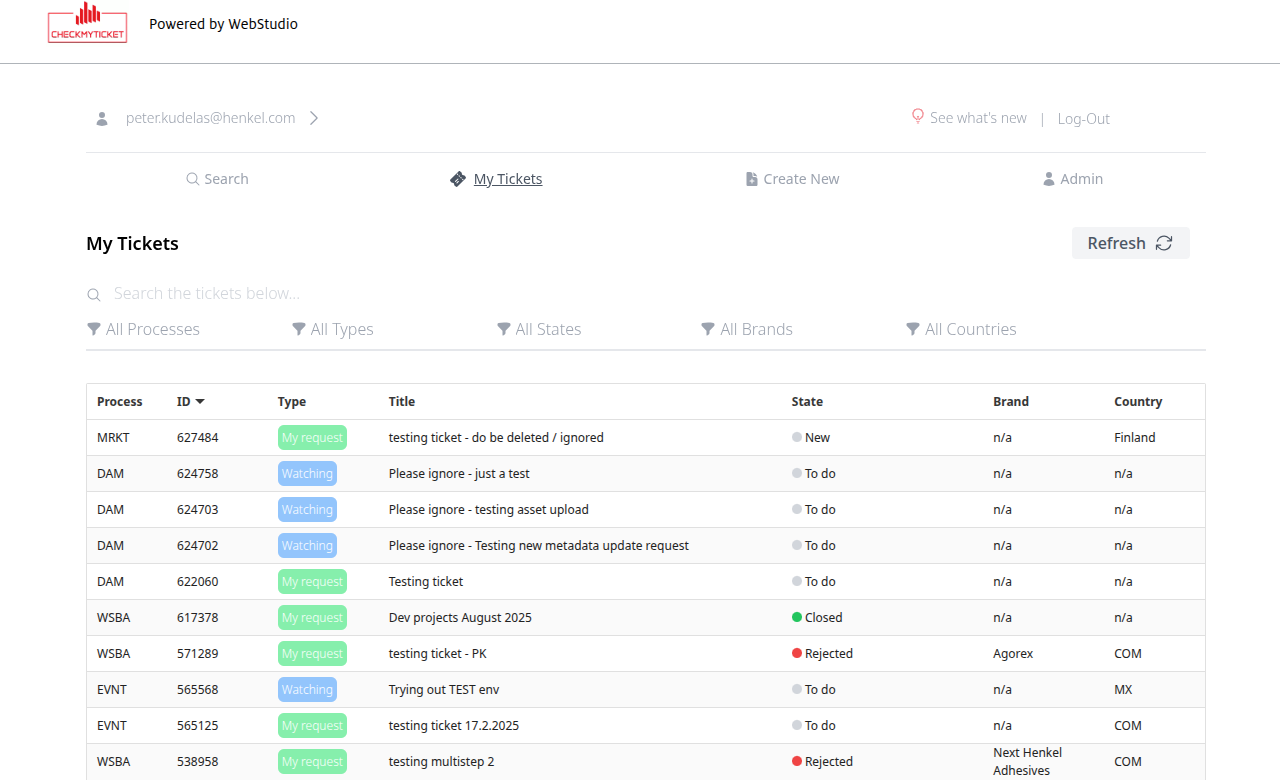 CHECKMYTICKET
Powered by WebStudio
peter.kudelas@henkel.com
See what's new | Log-Out
Search My Tickets Create New Admin
My Tickets
Refresh
Search the tickets below...
All Processes All Types All States All Brands All Countries
Process ID Type Title State Brand Country
MRKT 627484 My request testing ticket - do be deleted / ignored New n/a Finland
DAM 624758 Watching Please ignore - just a test To do n/a n/a
DAM 624703 Watching Please ignore - testing asset upload To do n/a n/a
DAM 624702 Watching Please ignore - Testing new metadata update request To do n/a n/a
DAM 622060 My request Testing ticket To do n/a n/a
WSBA 617378 My request Dev projects August 2025 Closed n/a n/a
WSBA 571289 My request testing ticket - PK Rejected Agorex COM
EVNT 565568 Watching Trying out TEST env To do n/a MX
EVNT 565125 My request testing ticket 17.2.2025 To do n/a COM
WSBA 538958 My request testing multistep 2 Rejected Next Henkel Adhesives COM